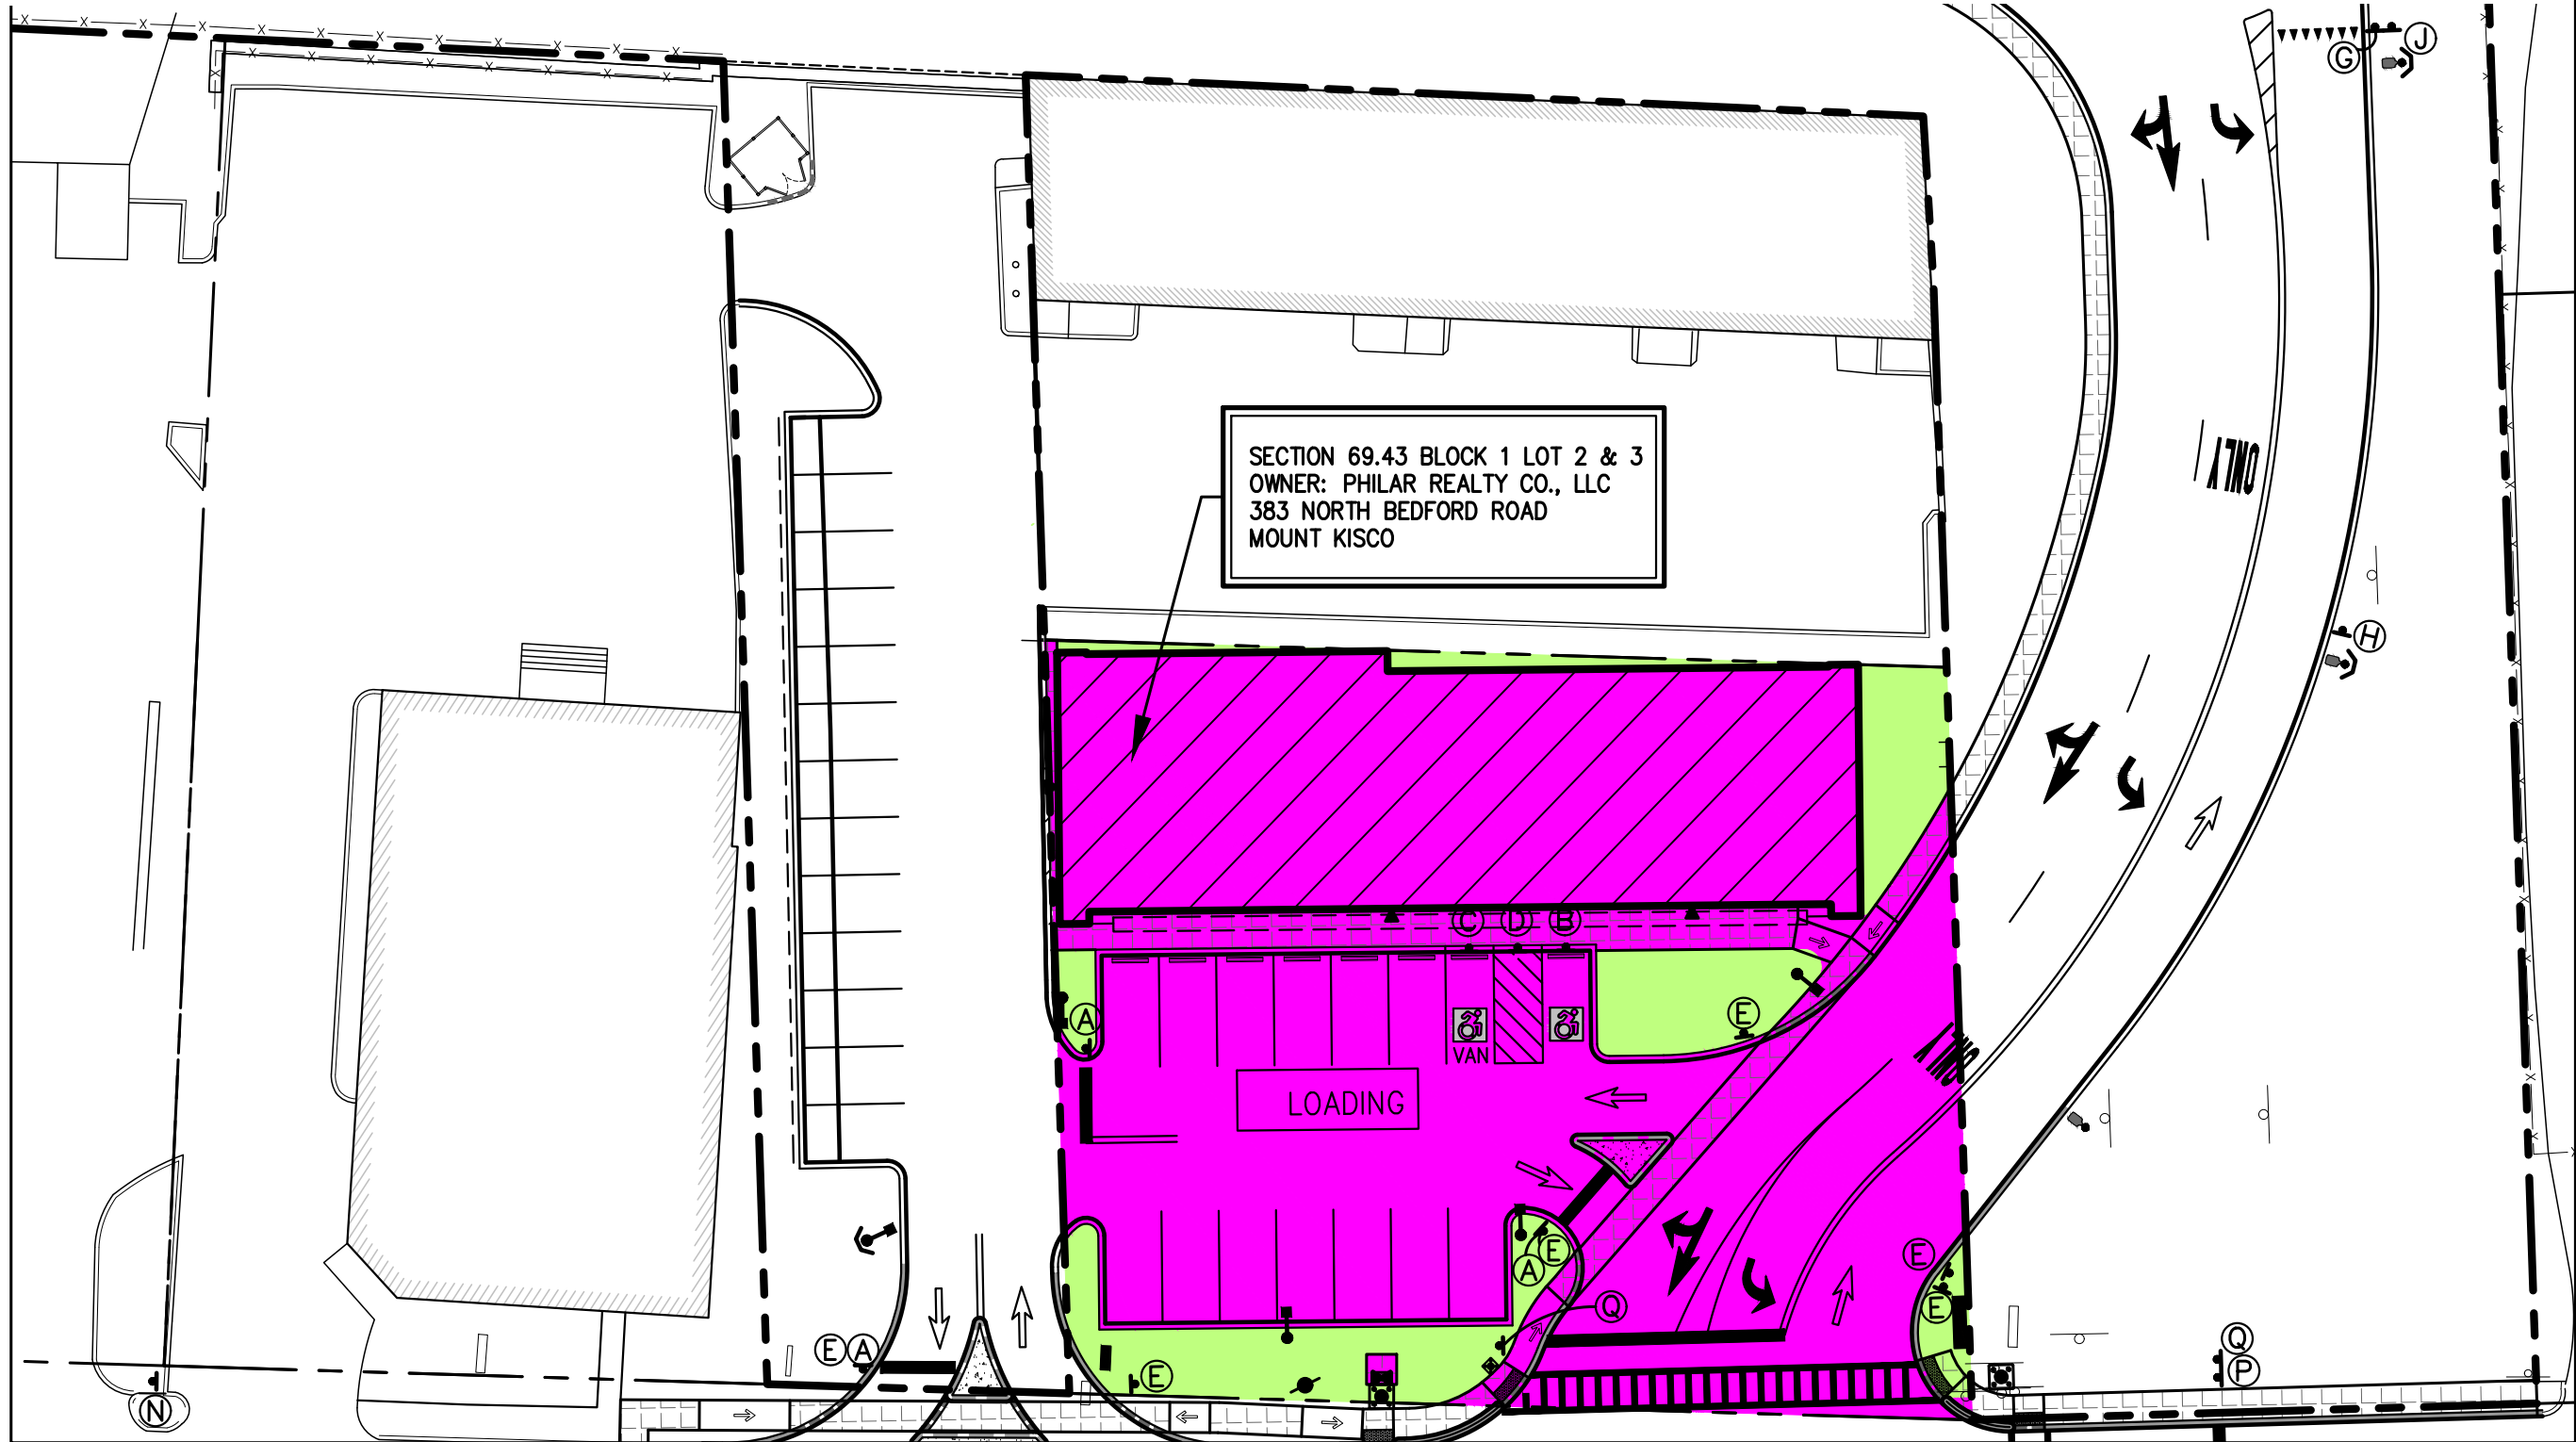 G J
ONLY
SECTION 69.43 BLOCK 1 LOT 2 & 3
OWNER: PHILAR REALTY CO., LLC
383 NORTH BEDFORD ROAD
MOUNT KISCO
H
C D B
A
E
VAN
ONLY
LOADING
E
A
E
E
Q
Q
P
E A
E
N